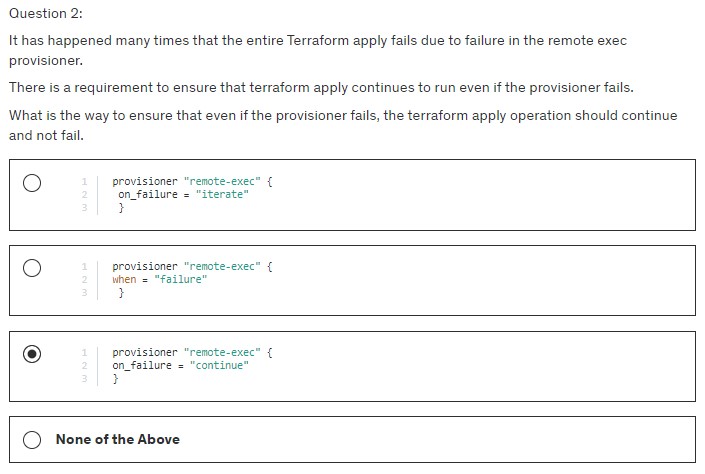 Question 2:
It has happened many times that the entire Terraform apply fails due to failure in the remote exec
provisioner.
There is a requirement to ensure that terraform apply continues to run even if the provisioner fails.
What is the way to ensure that even if the provisioner fails, the terraform apply operation should continue
and not fail.
1 provisioner "remote-exec" {
2 on_failure = "iterate"
3 }
1 provisioner "remote-exec" {
2 when = "failure"
3 }
1 provisioner "remote-exec" {
2 on_failure = "continue"
3 }
None of the Above